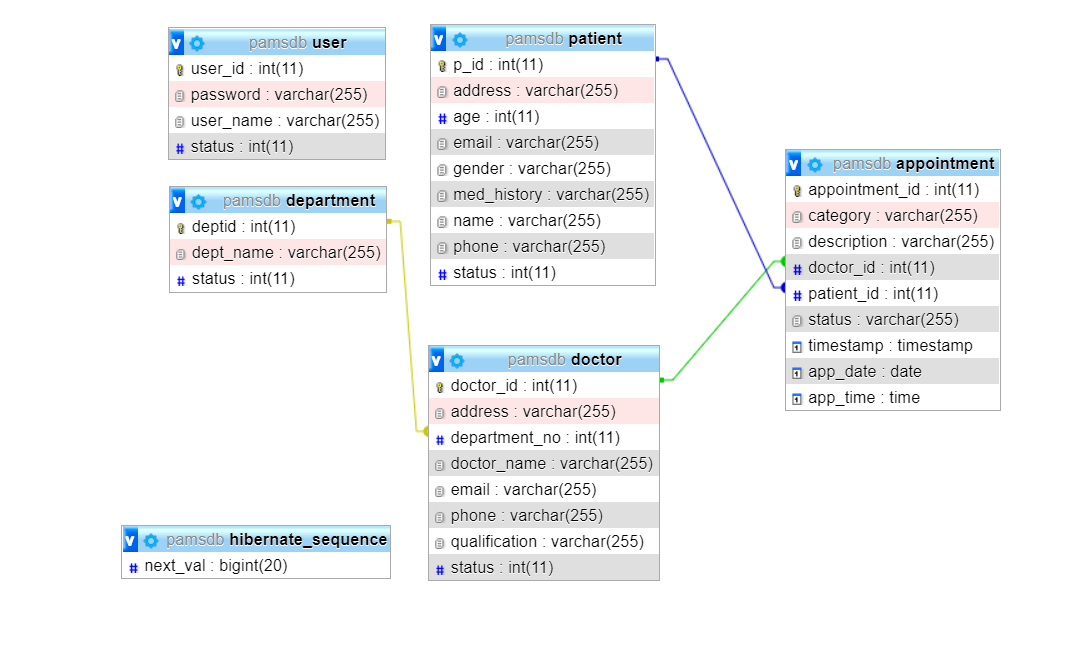 v pamsdb user
user_id : int(11)
password : varchar(255)
user_name : varchar(255)
# status : int(11)
v pamsdb department
deptid : int(11)
dept_name : varchar(255)
# status : int(11)
v pamsdb patient
p_id : int(11)
address : varchar(255)
# age : int(11)
email : varchar(255)
gender : varchar(255)
med_history : varchar(255)
name : varchar(255)
phone : varchar(255)
# status : int(11)
v pamsdb appointment
appointment_id : int(11)
category : varchar(255)
description : varchar(255)
# doctor_id : int(11)
# patient_id : int(11)
status : varchar(255)
timestamp : timestamp
app_date : date
app_time : time
v pamsdb doctor
doctor_id : int(11)
address : varchar(255)
# department_no : int(11)
doctor_name : varchar(255)
email : varchar(255)
phone : varchar(255)
qualification : varchar(255)
# status : int(11)
v pamsdb hibernate_sequence
# next_val : bigint(20)